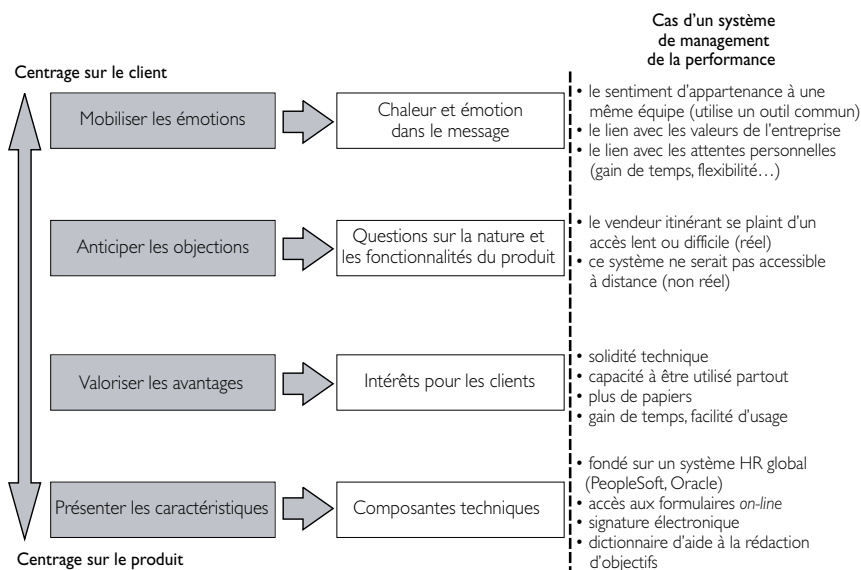 Cas d'un système
de management
de la performance
Centrage sur le client
Mobiliser les émotions
Chaleur et émotion
dans le message
• le sentiment d'appartenance à une
même équipe (utilise un outil commun)
• le lien avec les valeurs de l'entreprise
• le lien avec les attentes personnelles
(gain de temps, flexibilité…)
Anticiper les objections
Questions sur la nature et
les fonctionnalités du produit
• le vendeur itinérant se plaint d'un
accès lent ou difficile (réel)
• ce système ne serait pas accessible
à distance (non réel)
Valoriser les avantages
Intérêts pour les clients
• solidité technique
• capacité à être utilisé partout
• plus de papiers
• gain de temps, facilité d'usage
Présenter les caractéristiques
Composantes techniques
• fondé sur un système HR global
(PeopleSoft, Oracle)
• accès aux formulaires on-line
• signature électronique
• dictionnaire d'aide à la rédaction
d'objectifs
Centrage sur le produit